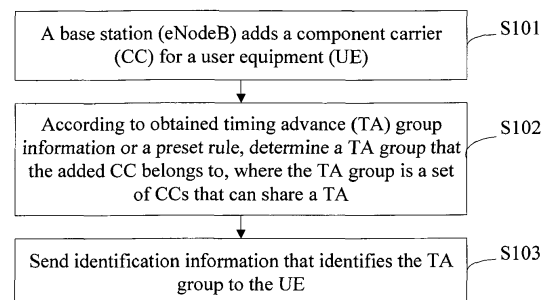 A base station (eNodeB) adds a component carrier
(CC) for a user equipment (UE)
S101
According to obtained timing advance (TA) group
information or a preset rule, determine a TA group that
the added CC belongs to, where the TA group is a set
of CCs that can share a TA
S102
Send identification information that identifies the TA
group to the UE
S103